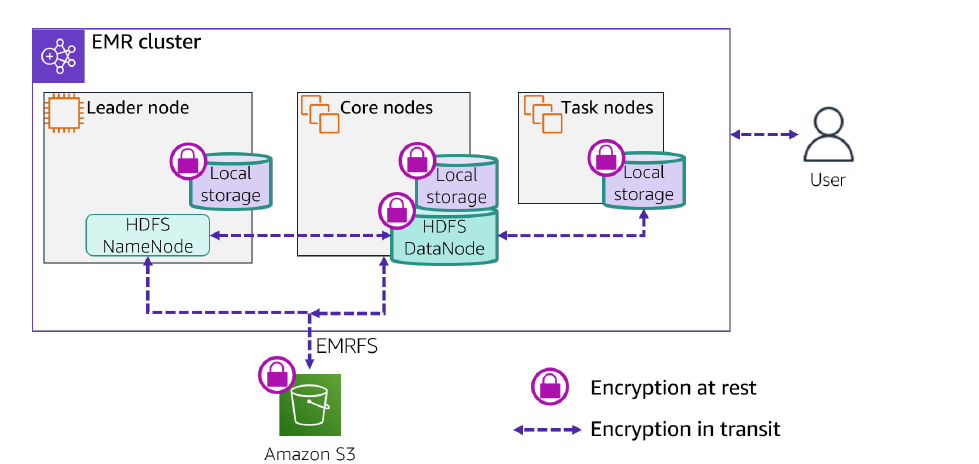 EMR cluster
Leader node
Core nodes
Task nodes
Local
storage
Local
storage
Local
storage
HDFS
NameNode
HDFS
DataNode
User
EMRFS
Amazon S3
Encryption at rest
Encryption in transit